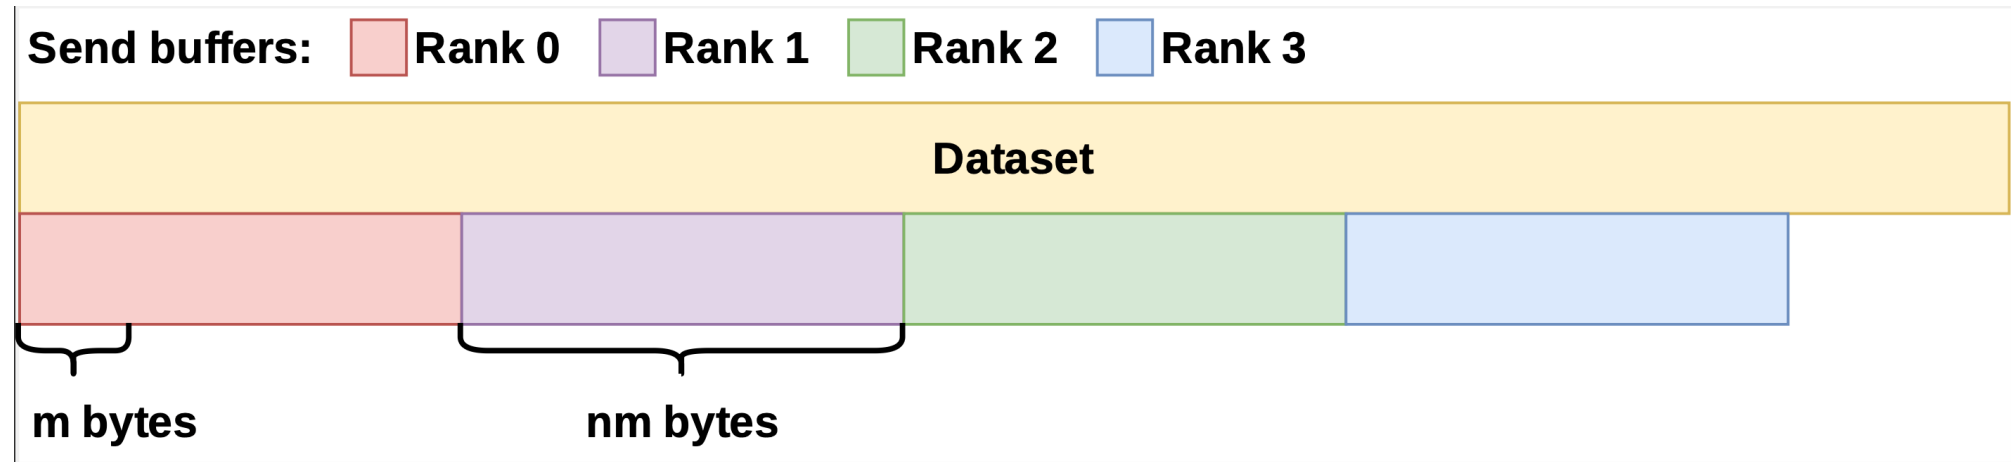 Send buffers: Rank 0 Rank 1 Rank 2 Rank 3
Dataset
m bytes nm bytes